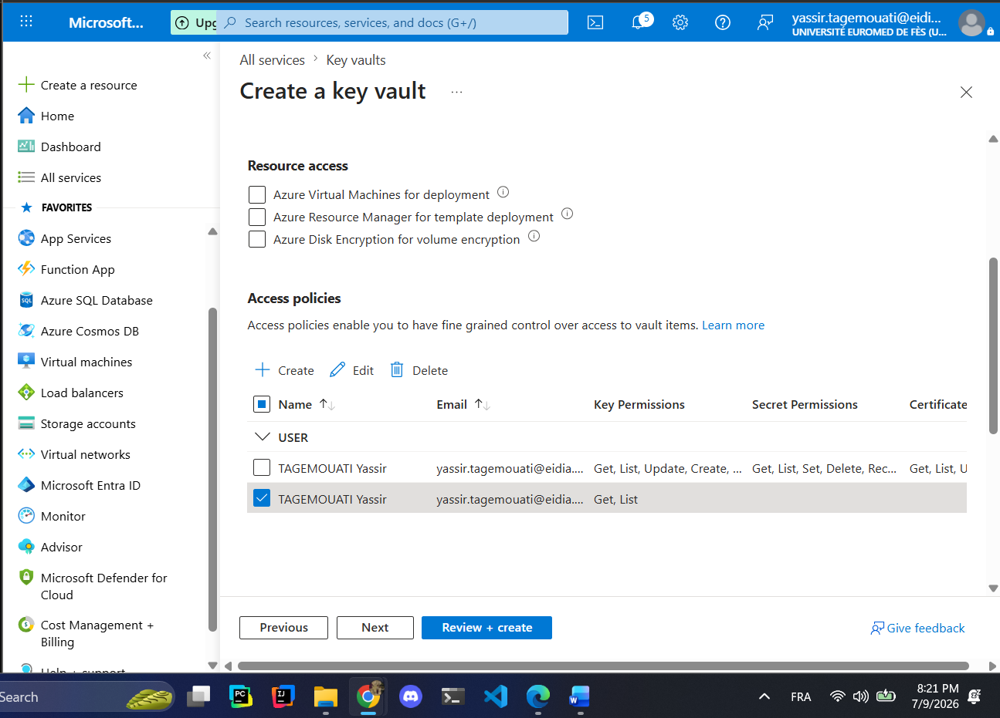 Microsoft...
Upg
Search resources, services, and docs (G+/)
5
yassir.tagemouati@eidi...
UNIVERSITÉ EUROMED DE FÈS (U...
Create a resource
Home
Dashboard
All services
FAVORITES
App Services
Function App
Azure SQL Database
Azure Cosmos DB
Virtual machines
Load balancers
Storage accounts
Virtual networks
Microsoft Entra ID
Monitor
Advisor
Microsoft Defender for
Cloud
Cost Management +
Billing
Help + support
All services > Key vaults
Create a key vault
Resource access
Azure Virtual Machines for deployment
Azure Resource Manager for template deployment
Azure Disk Encryption for volume encryption
Access policies
Access policies enable you to have fine grained control over access to vault items. Learn more
Create Edit Delete
Name Email Key Permissions Secret Permissions Certificate
USER
TAGEMOUATI Yassir yassir.tagemouati@eidia.... Get, List, Update, Create, ... Get, List, Set, Delete, Rec... Get, List, U
TAGEMOUATI Yassir yassir.tagemouati@eidia.... Get, List
Previous Next Review + create
Give feedback
Search
FRA
8:21 PM
7/9/2026